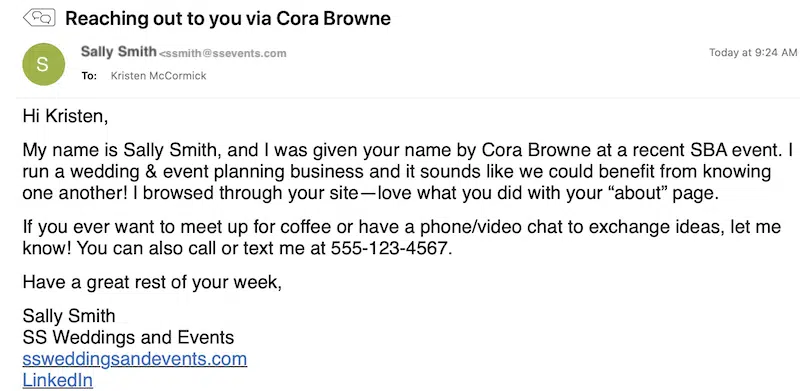 Reaching out to you via Cora Browne
S
Sally Smith <ssmith@ssevents.com
Today at 9:24 AM
To: Kristen McCormick
Hi Kristen,
My name is Sally Smith, and I was given your name by Cora Browne at a recent SBA event. I
run a wedding & event planning business and it sounds like we could benefit from knowing
one another! I browsed through your site—love what you did with your “about” page.
If you ever want to meet up for coffee or have a phone/video chat to exchange ideas, let me
know! You can also call or text me at 555-123-4567.
Have a great rest of your week,
Sally Smith
SS Weddings and Events
ssweddingsandevents.com
LinkedIn